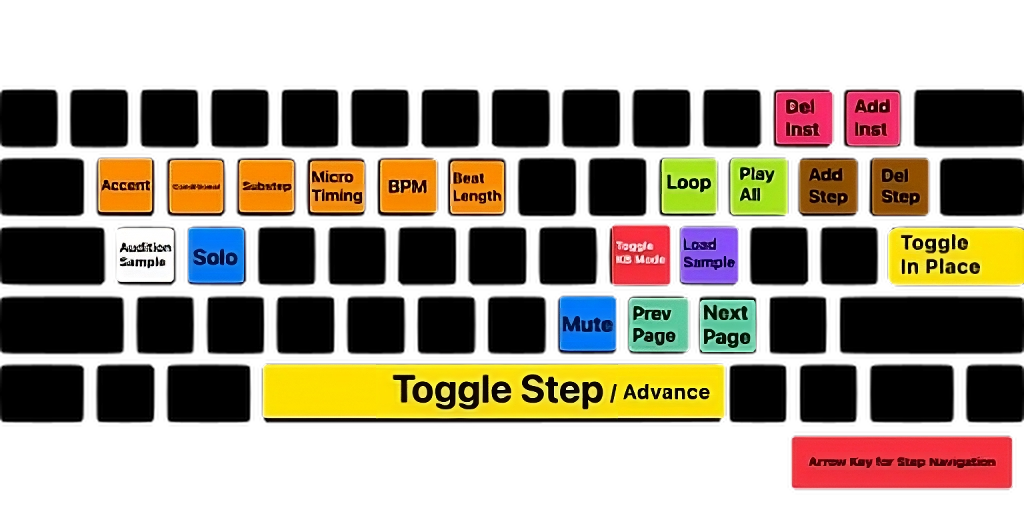 Del
Inst
Add
Inst
Accent
Conditional
Substep
Micro
Timing
BPM
Beat
Length
Loop
Play
All
Add
Step
Del
Step
Audition
Sample
Solo
Toggle
KB Mode
Load
Sample
Toggle
In Place
Mute
Prev
Page
Next
Page
Toggle Step / Advance
Arrow Key for Step Navigation